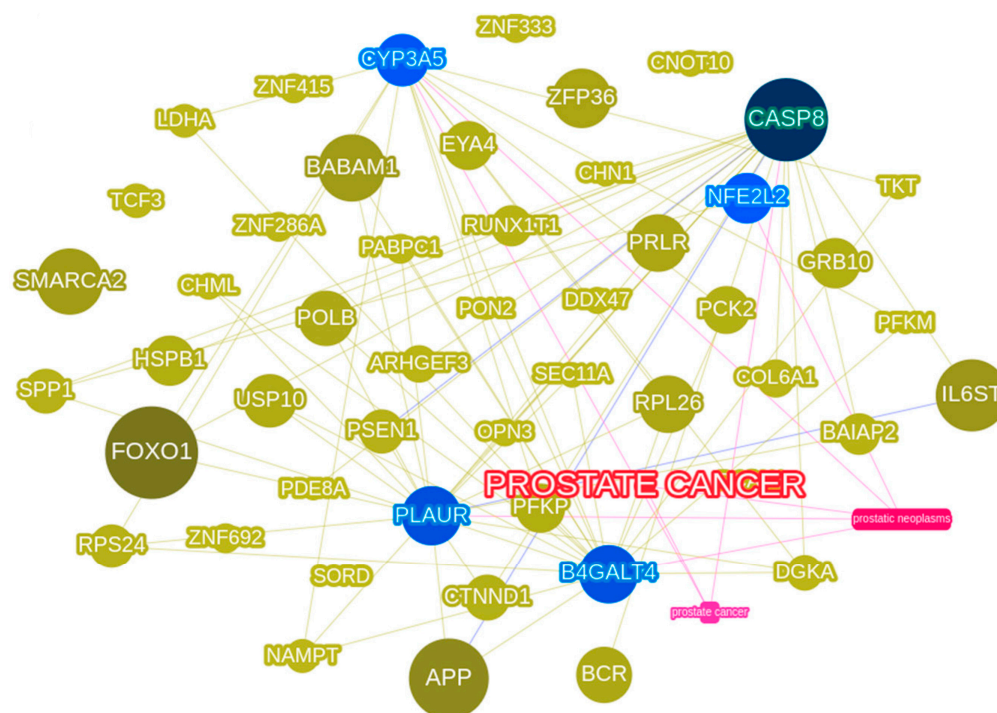 ZNF333
CYP3A5
CNOT10
ZNF415
ZFP36
LDHA
CASP8
EYA4
BABAM1
CHN1
TKT
NFE2L2
TCF3
ZNF286A
RUNX1T1
PABPC1
PRLR
GRB10
SMARCA2
CHML
PON2
DDX47
PCK2
POLB
PFKM
HSPB1
ARHGEF3
SEC11A
COL6A1
SPP1
USP10
RPL26
IL6ST
PSEN1
OPN3
BAIAP2
FOXO1
PROSTATE CANCER
PDE8A
PFKP
PLAUR
prostatic neoplasms
RPS24
ZNF692
SORD
B4GALT4
DGKA
CTNND1
prostate cancer
NAMPT
APP
BCR